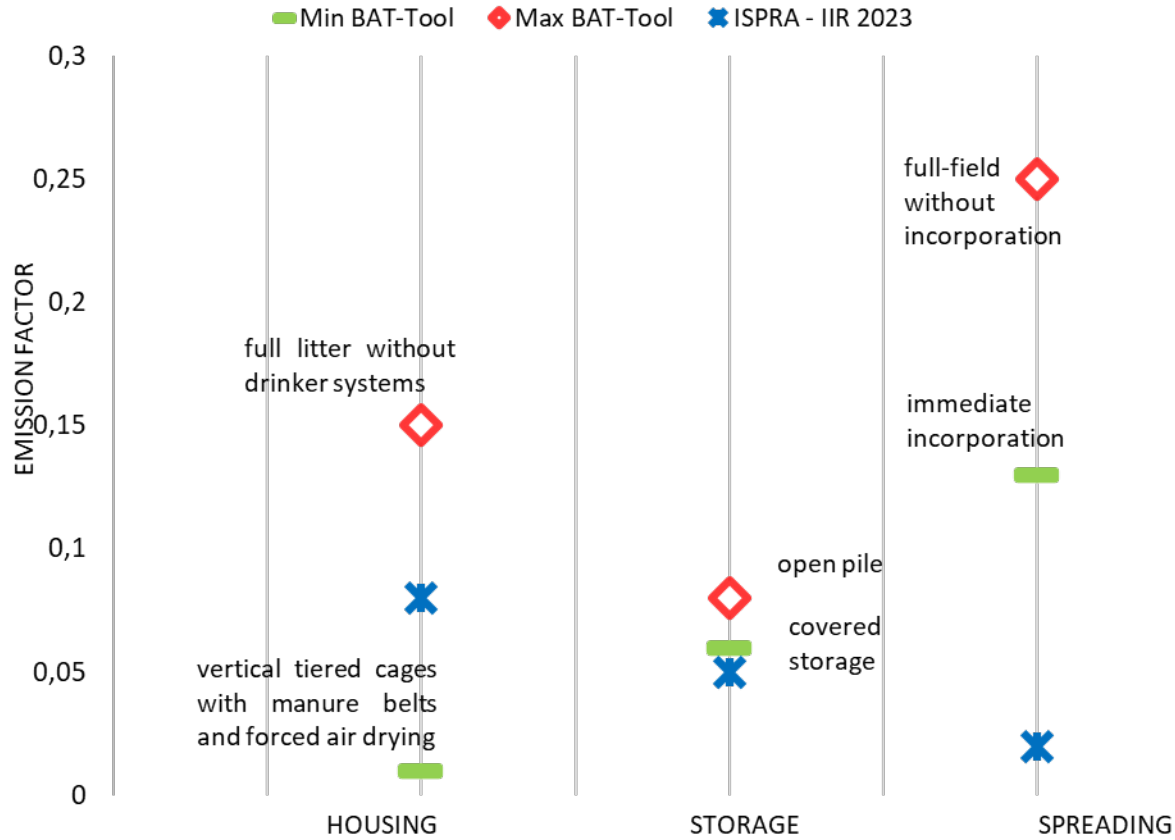 Min BAT-Tool Max BAT-Tool ISPRA - IIR 2023
EMISSION FACTOR
0,3
0,25
0,2
0,15
0,1
0,05
0
full litter without
drinker systems
vertical tiered cages
with manure belts
and forced air drying
open pile
covered
storage
full-field
without
incorporation
immediate
incorporation
HOUSING STORAGE SPREADING